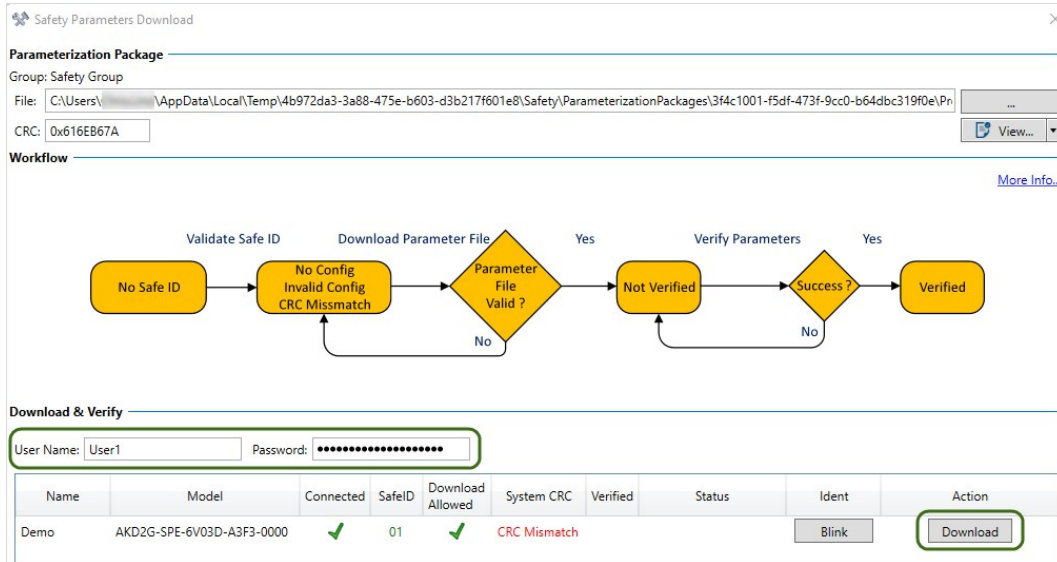 Safety Parameters Download
Parameterization Package
Group: Safety Group
File: C:\Users\ \AppData\Local\Temp\4b972da3-3a88-475e-b603-d3b217f601e8\Safety\ParameterizationPackages\3f4c1001-f5df-473f-9cc0-b64dbc319f0e\Pr
...
CRC: 0x616EB67A
View...
Workflow
More Info..
Validate Safe ID
Download Parameter File
Yes
Verify Parameters
Yes
No Safe ID
No Config
Invalid Config
CRC Missmatch
Parameter
File
Valid ?
Not Verified
Success ?
Verified
No
No
Download & Verify
User Name: User1 Password: ••••••••••••••••••••
Name Model Connected SafeID Download Allowed System CRC Verified Status Ident Action
Demo AKD2G-SPE-6V03D-A3F3-0000 01 CRC Mismatch Blink Download